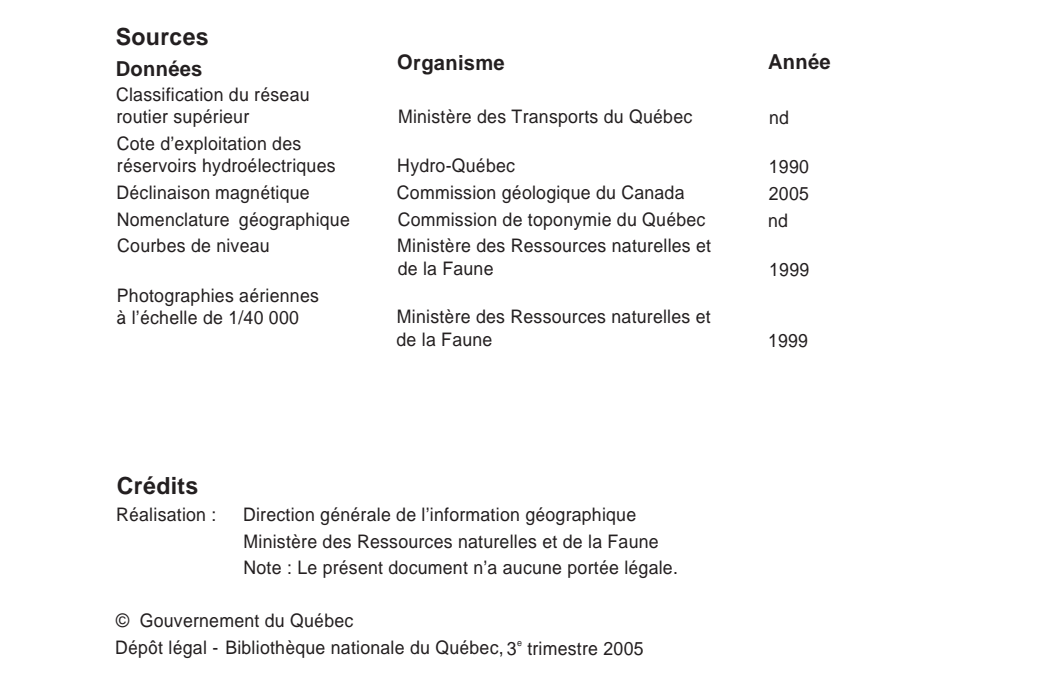 Sources
Données Organisme Année
Classification du réseau
routier supérieur Ministère des Transports du Québec nd
Cote d'exploitation des
réservoirs hydroélectriques Hydro-Québec 1990
Déclinaison magnétique Commission géologique du Canada 2005
Nomenclature géographique Commission de toponymie du Québec nd
Courbes de niveau Ministère des Ressources naturelles et
de la Faune 1999
Photographies aériennes
à l'échelle de 1/40 000 Ministère des Ressources naturelles et
de la Faune 1999
Crédits
Réalisation : Direction générale de l'information géographique
Ministère des Ressources naturelles et de la Faune
Note : Le présent document n'a aucune portée légale.
© Gouvernement du Québec
Dépôt légal - Bibliothèque nationale du Québec, 3e trimestre 2005